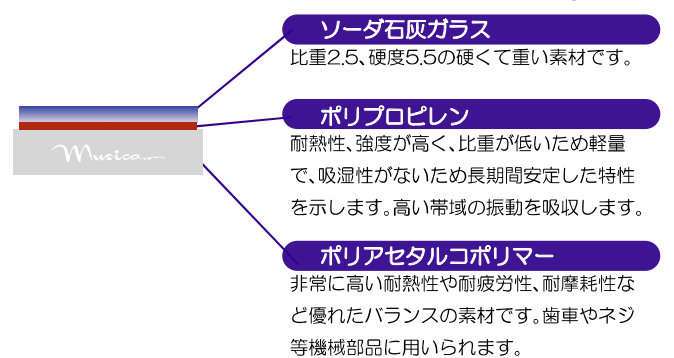 ソーダ石灰ガラス
比重2.5、硬度5.5の硬くて重い素材です。
ポリプロピレン
耐熱性、強度が高く、比重が低いため軽量
で、吸湿性がないため長期間安定した特性
を示します。高い帯域の振動を吸収します。
Musica
ポリアセタルコポリマー
非常に高い耐熱性や耐疲労性、耐摩耗性な
ど優れたバランスの素材です。歯車やネジ
等機械部品に用いられます。